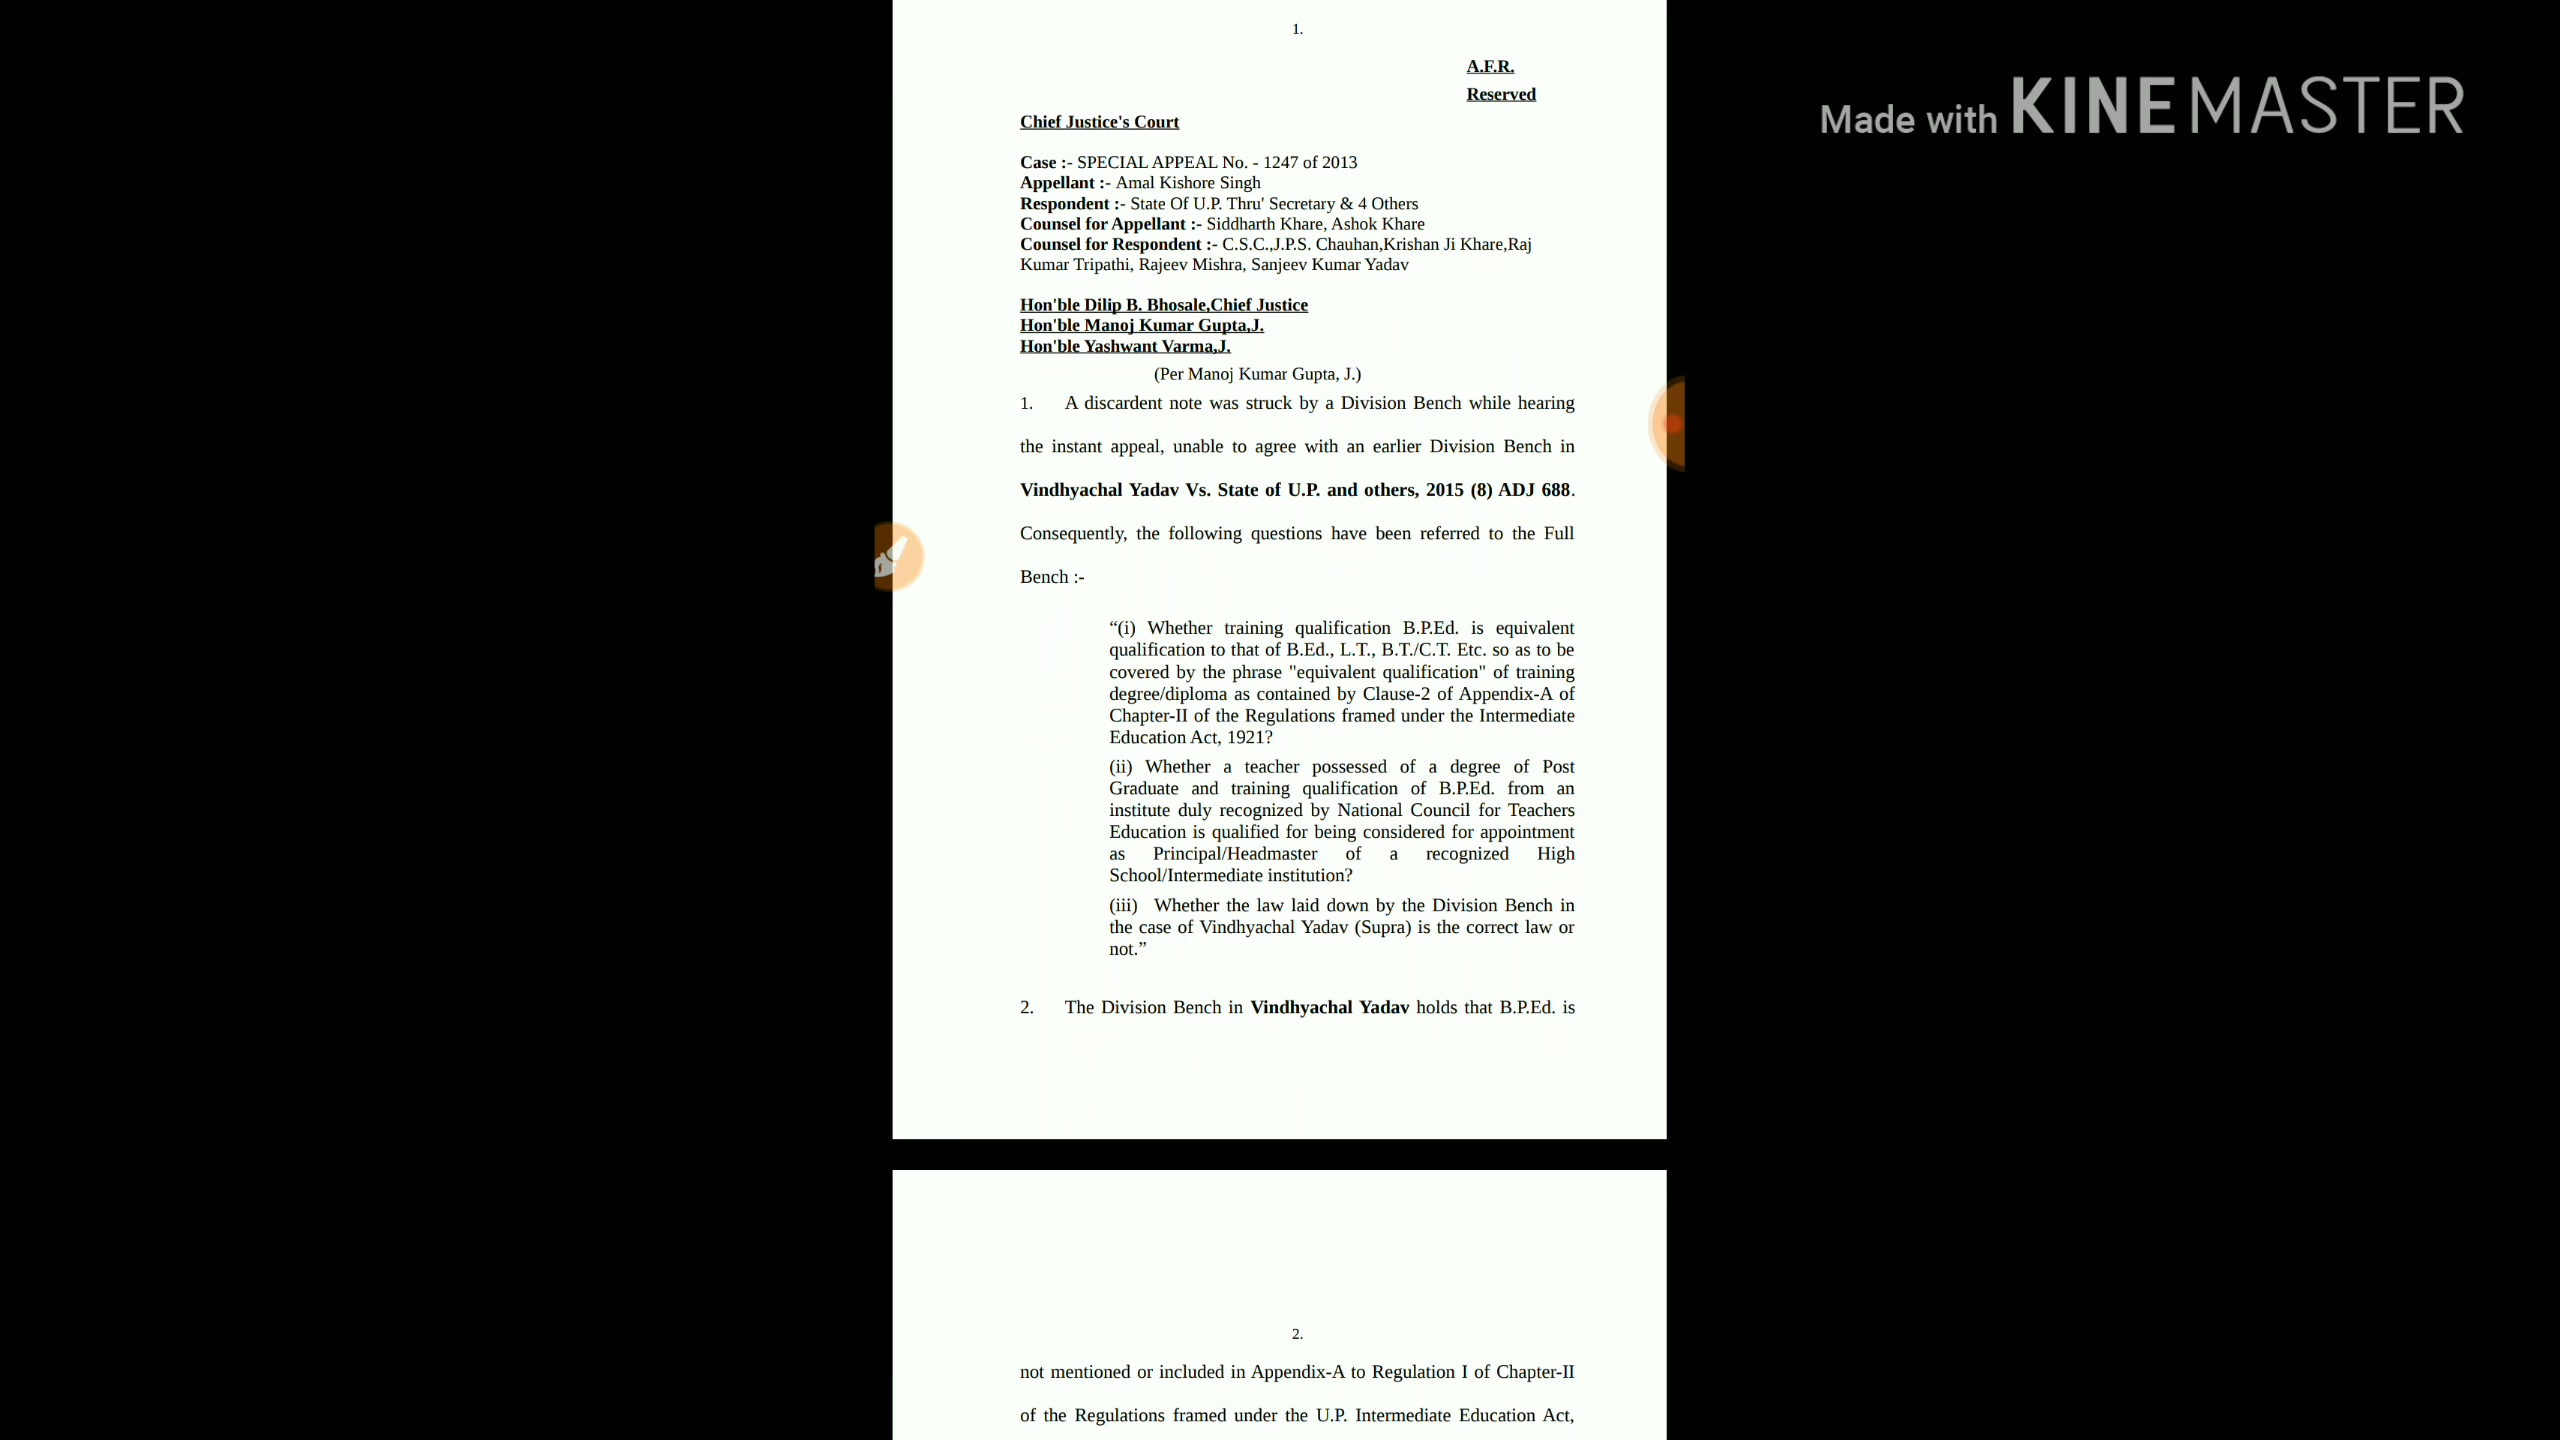 1.
A.F.R.
Reserved
Made with KINEMASTER
Chief Justice's Court
Case :- SPECIAL APPEAL No. - 1247 of 2013
Appellant :- Amal Kishore Singh
Respondent :- State Of U.P. Thru' Secretary & 4 Others
Counsel for Appellant :- Siddharth Khare, Ashok Khare
Counsel for Respondent :- C.S.C.,J.P.S. Chauhan,Krishan Ji Khare,Raj
Kumar Tripathi, Rajeev Mishra, Sanjeev Kumar Yadav
Hon'ble Dilip B. Bhosale,Chief Justice
Hon'ble Manoj Kumar Gupta,J.
Hon'ble Yashwant Varma,J.
(Per Manoj Kumar Gupta, J.)
1. A discardent note was struck by a Division Bench while hearing
the instant appeal, unable to agree with an earlier Division Bench in
Vindhyachal Yadav Vs. State of U.P. and others, 2015 (8) ADJ 688.
Consequently, the following questions have been referred to the Full
Bench :-
“(i) Whether training qualification B.P.Ed. is equivalent
qualification to that of B.Ed., L.T., B.T./C.T. Etc. so as to be
covered by the phrase "equivalent qualification" of training
degree/diploma as contained by Clause-2 of Appendix-A of
Chapter-II of the Regulations framed under the Intermediate
Education Act, 1921?
(ii) Whether a teacher possessed of a degree of Post
Graduate and training qualification of B.P.Ed. from an
institute duly recognized by National Council for Teachers
Education is qualified for being considered for appointment
as Principal/Headmaster of a recognized High
School/Intermediate institution?
(iii) Whether the law laid down by the Division Bench in
the case of Vindhyachal Yadav (Supra) is the correct law or
not.”
2. The Division Bench in Vindhyachal Yadav holds that B.P.Ed. is
2.
not mentioned or included in Appendix-A to Regulation I of Chapter-II
of the Regulations framed under the U.P. Intermediate Education Act,